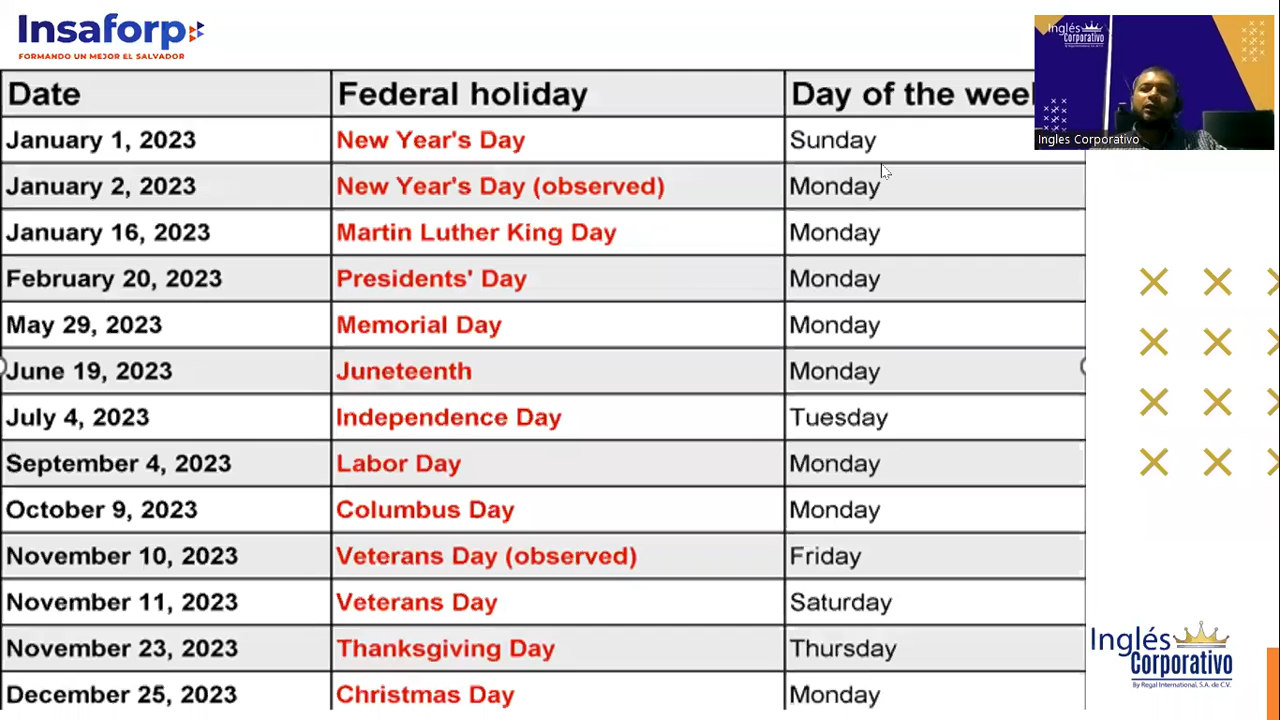 Insaforp
FORMANDO UN MEJOR EL SALVADOR
Inglés
Corporativo
Ingles Corporativo
Date Federal holiday Day of the week
January 1, 2023 New Year's Day Sunday
January 2, 2023 New Year's Day (observed) Monday
January 16, 2023 Martin Luther King Day Monday
February 20, 2023 Presidents' Day Monday
May 29, 2023 Memorial Day Monday
June 19, 2023 Juneteenth Monday
July 4, 2023 Independence Day Tuesday
September 4, 2023 Labor Day Monday
October 9, 2023 Columbus Day Monday
November 10, 2023 Veterans Day (observed) Friday
November 11, 2023 Veterans Day Saturday
November 23, 2023 Thanksgiving Day Thursday
December 25, 2023 Christmas Day Monday
Inglés
Corporativo
By Regal International, S.A. de C.V.